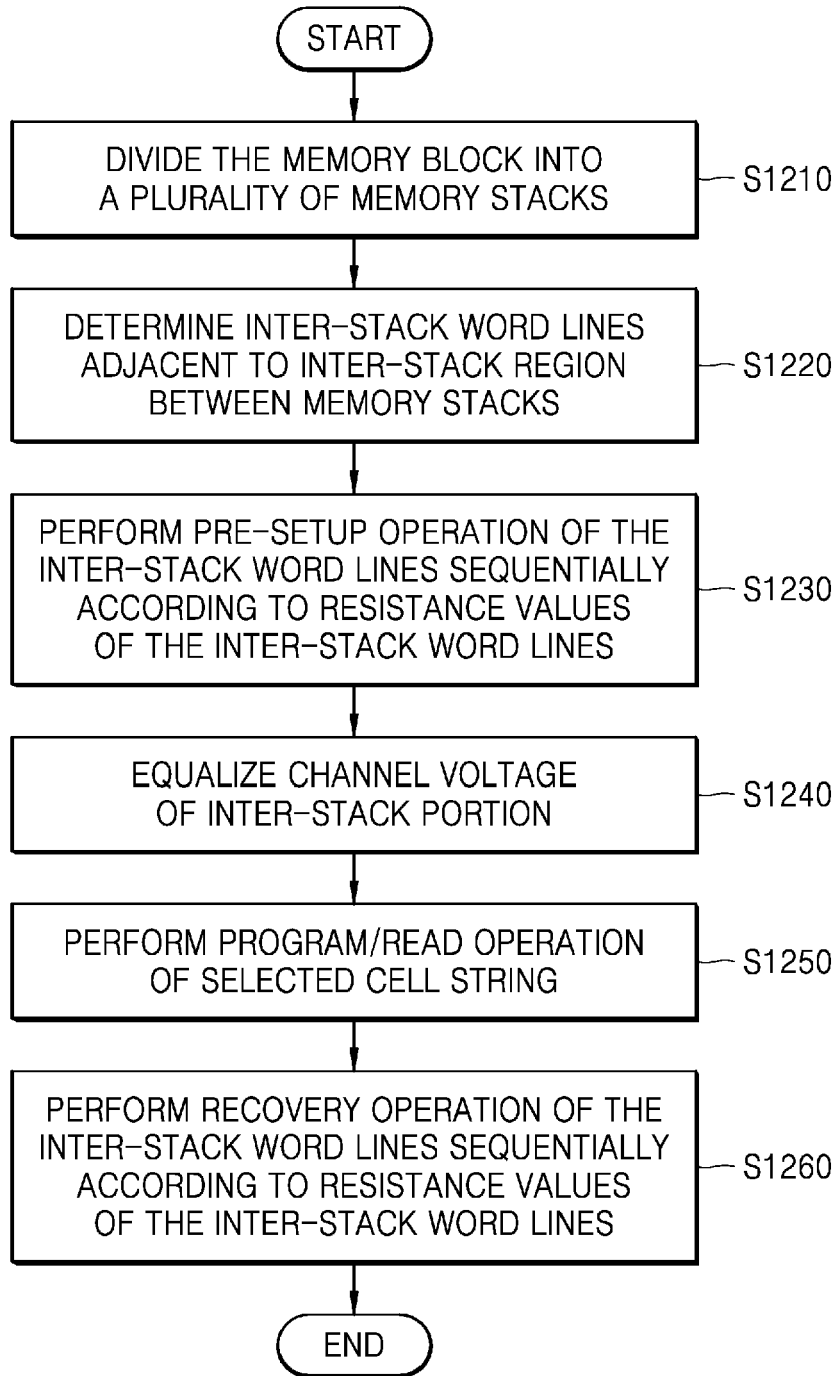 START
DIVIDE THE MEMORY BLOCK INTO
A PLURALITY OF MEMORY STACKS
S1210
DETERMINE INTER-STACK WORD LINES
ADJACENT TO INTER-STACK REGION
BETWEEN MEMORY STACKS
S1220
PERFORM PRE-SETUP OPERATION OF THE
INTER-STACK WORD LINES SEQUENTIALLY
ACCORDING TO RESISTANCE VALUES
OF THE INTER-STACK WORD LINES
S1230
EQUALIZE CHANNEL VOLTAGE
OF INTER-STACK PORTION
S1240
PERFORM PROGRAM/READ OPERATION
OF SELECTED CELL STRING
S1250
PERFORM RECOVERY OPERATION OF THE
INTER-STACK WORD LINES SEQUENTIALLY
ACCORDING TO RESISTANCE VALUES
OF THE INTER-STACK WORD LINES
S1260
END